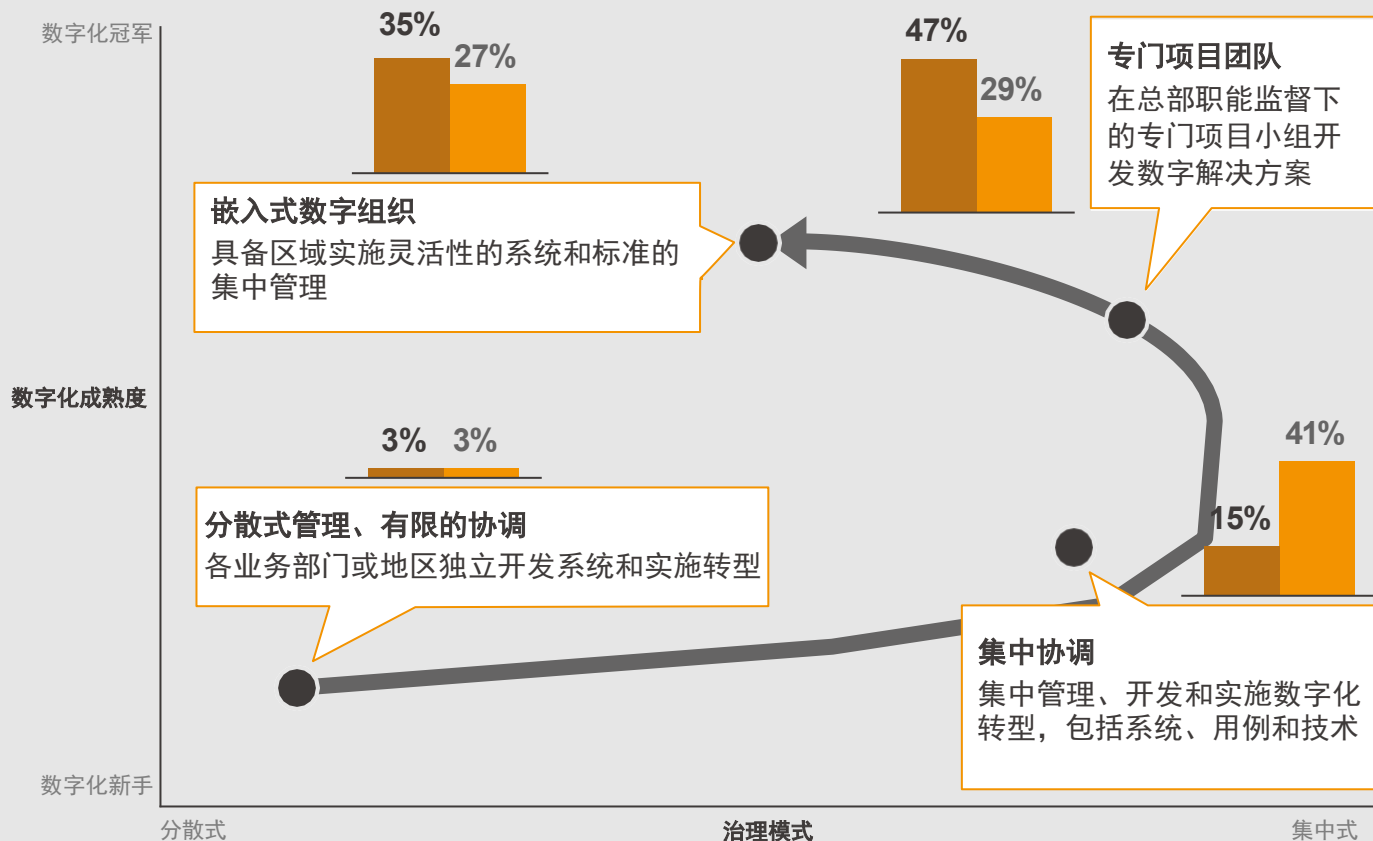 数字化冠军
35%
27%
47%
29%
专门项目团队
在总部职能监督下
的专门项目小组开
发数字解决方案
嵌入式数字组织
具备区域实施灵活性的系统和标准的
集中管理
数字化成熟度
3%
3%
41%
15%
分散式管理、有限的协调
各业务部门或地区独立开发系统和实施转型
集中协调
集中管理、开发和实施数字化
转型，包括系统、用例和技术
数字化新手
分散式
治理模式
集中式